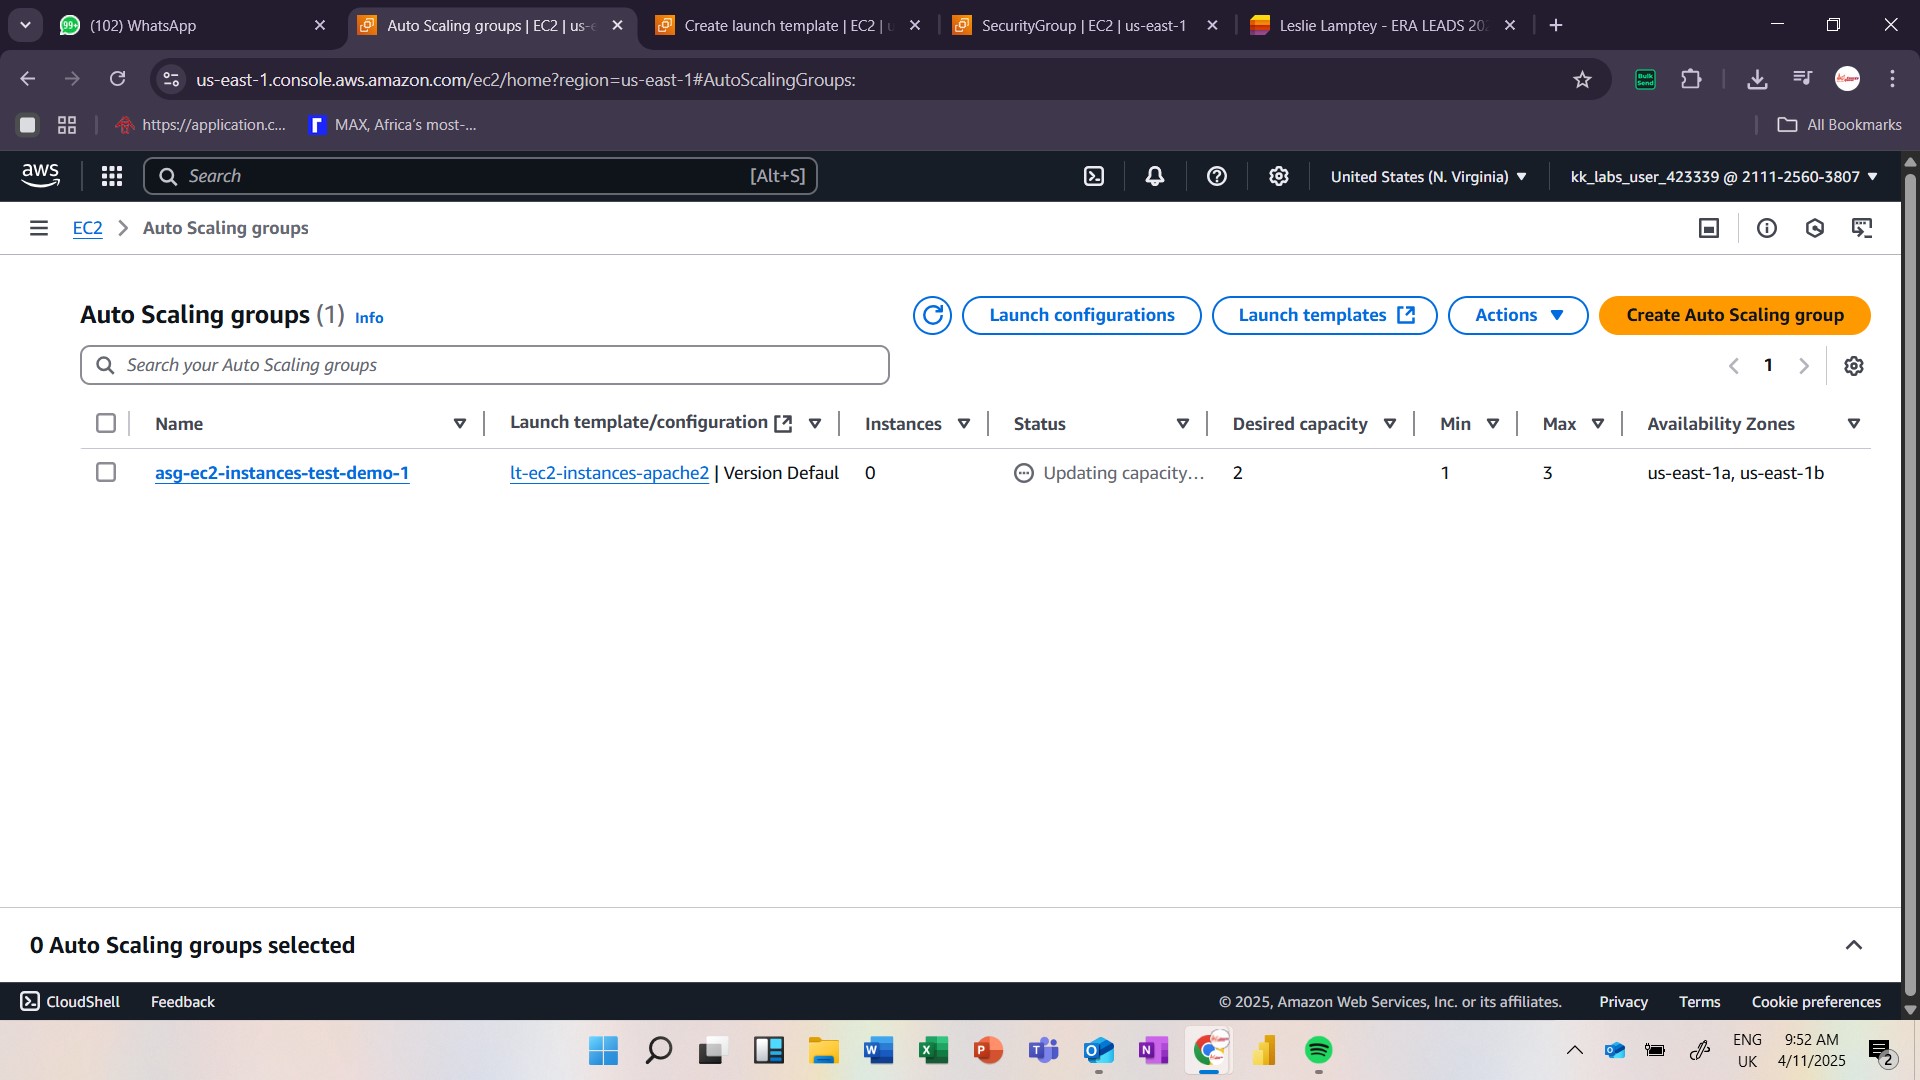 (102) WhatsApp
Auto Scaling groups | EC2 | us-e
Create launch template | EC2 | u
SecurityGroup | EC2 | us-east-1
Leslie Lamptey - ERA LEADS 202
us-east-1.console.aws.amazon.com/ec2/home?region=us-east-1#AutoScalingGroups:
Bulk Send
https://application.c...
MAX, Africa's most-...
All Bookmarks
aws
Search
[Alt+S]
United States (N. Virginia)
kk_labs_user_423339 @ 2111-2560-3807
EC2
Auto Scaling groups
Auto Scaling groups (1) Info
Launch configurations
Launch templates
Actions
Create Auto Scaling group
Search your Auto Scaling groups
1
Name
Launch template/configuration
Instances
Status
Desired capacity
Min
Max
Availability Zones
asg-ec2-instances-test-demo-1
lt-ec2-instances-apache2 | Version Defaul
0
Updating capacity...
2
1
3
us-east-1a, us-east-1b
0 Auto Scaling groups selected
CloudShell
Feedback
© 2025, Amazon Web Services, Inc. or its affiliates.
Privacy
Terms
Cookie preferences
ENG
UK
9:52 AM
4/11/2025
2